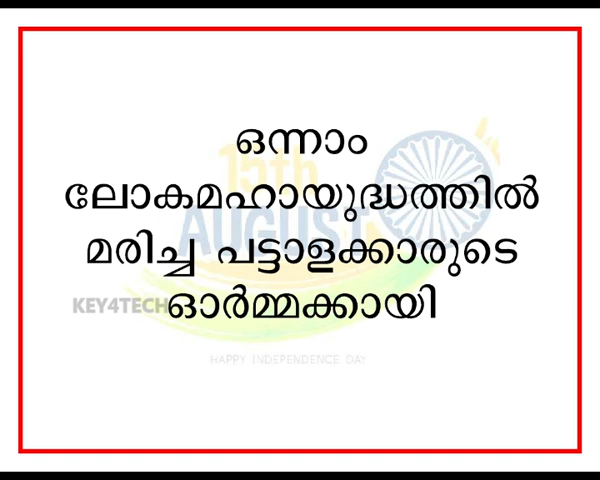 ഒന്നാം
ലോകമഹായുദ്ധത്തിൽ
മരിച്ച പട്ടാളക്കാരുടെ
ഓർമ്മക്കായി
15th
AUGUST
KEY4TECH
HAPPY INDEPENDENCE DAY